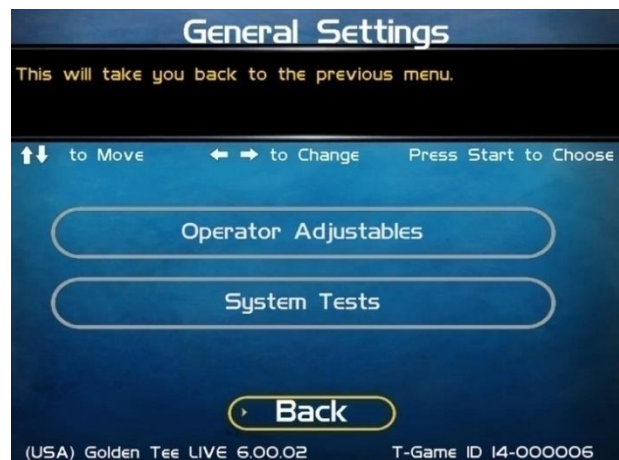 General Settings
This will take you back to the previous menu.
to Move to Change Press Start to Choose
Operator Adjustables
System Tests
Back
(USA) Golden Tee LIVE 6.00.02 T-Game ID 14-000006